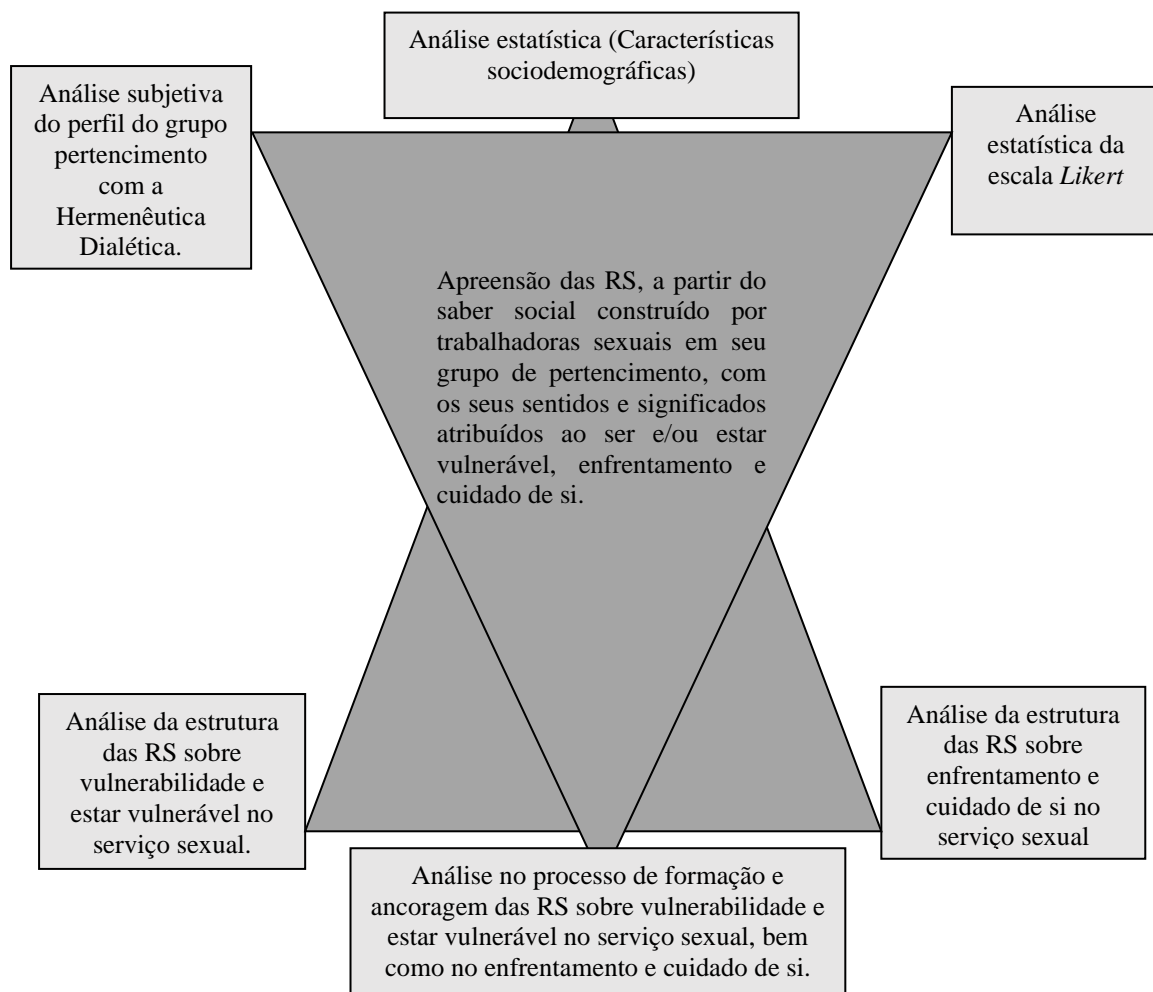 Análise estatística (Características
sociodemográficas)
Análise subjetiva
do perfil do grupo
pertencimento
com a
Hermenêutica
Dialética.
Análise
estatística da
escala Likert
Apreensão das RS, a partir do
saber social construído por
trabalhadoras sexuais em seu
grupo de pertencimento, com
os seus sentidos e significados
atribuídos ao ser e/ou estar
vulnerável, enfrentamento e
cuidado de si.
Análise da estrutura
das RS sobre
vulnerabilidade e
estar vulnerável no
serviço sexual.
Análise da estrutura
das RS sobre
enfrentamento e
cuidado de si no
serviço sexual
Análise no processo de formação e
ancoragem das RS sobre vulnerabilidade e
estar vulnerável no serviço sexual, bem
como no enfrentamento e cuidado de si.